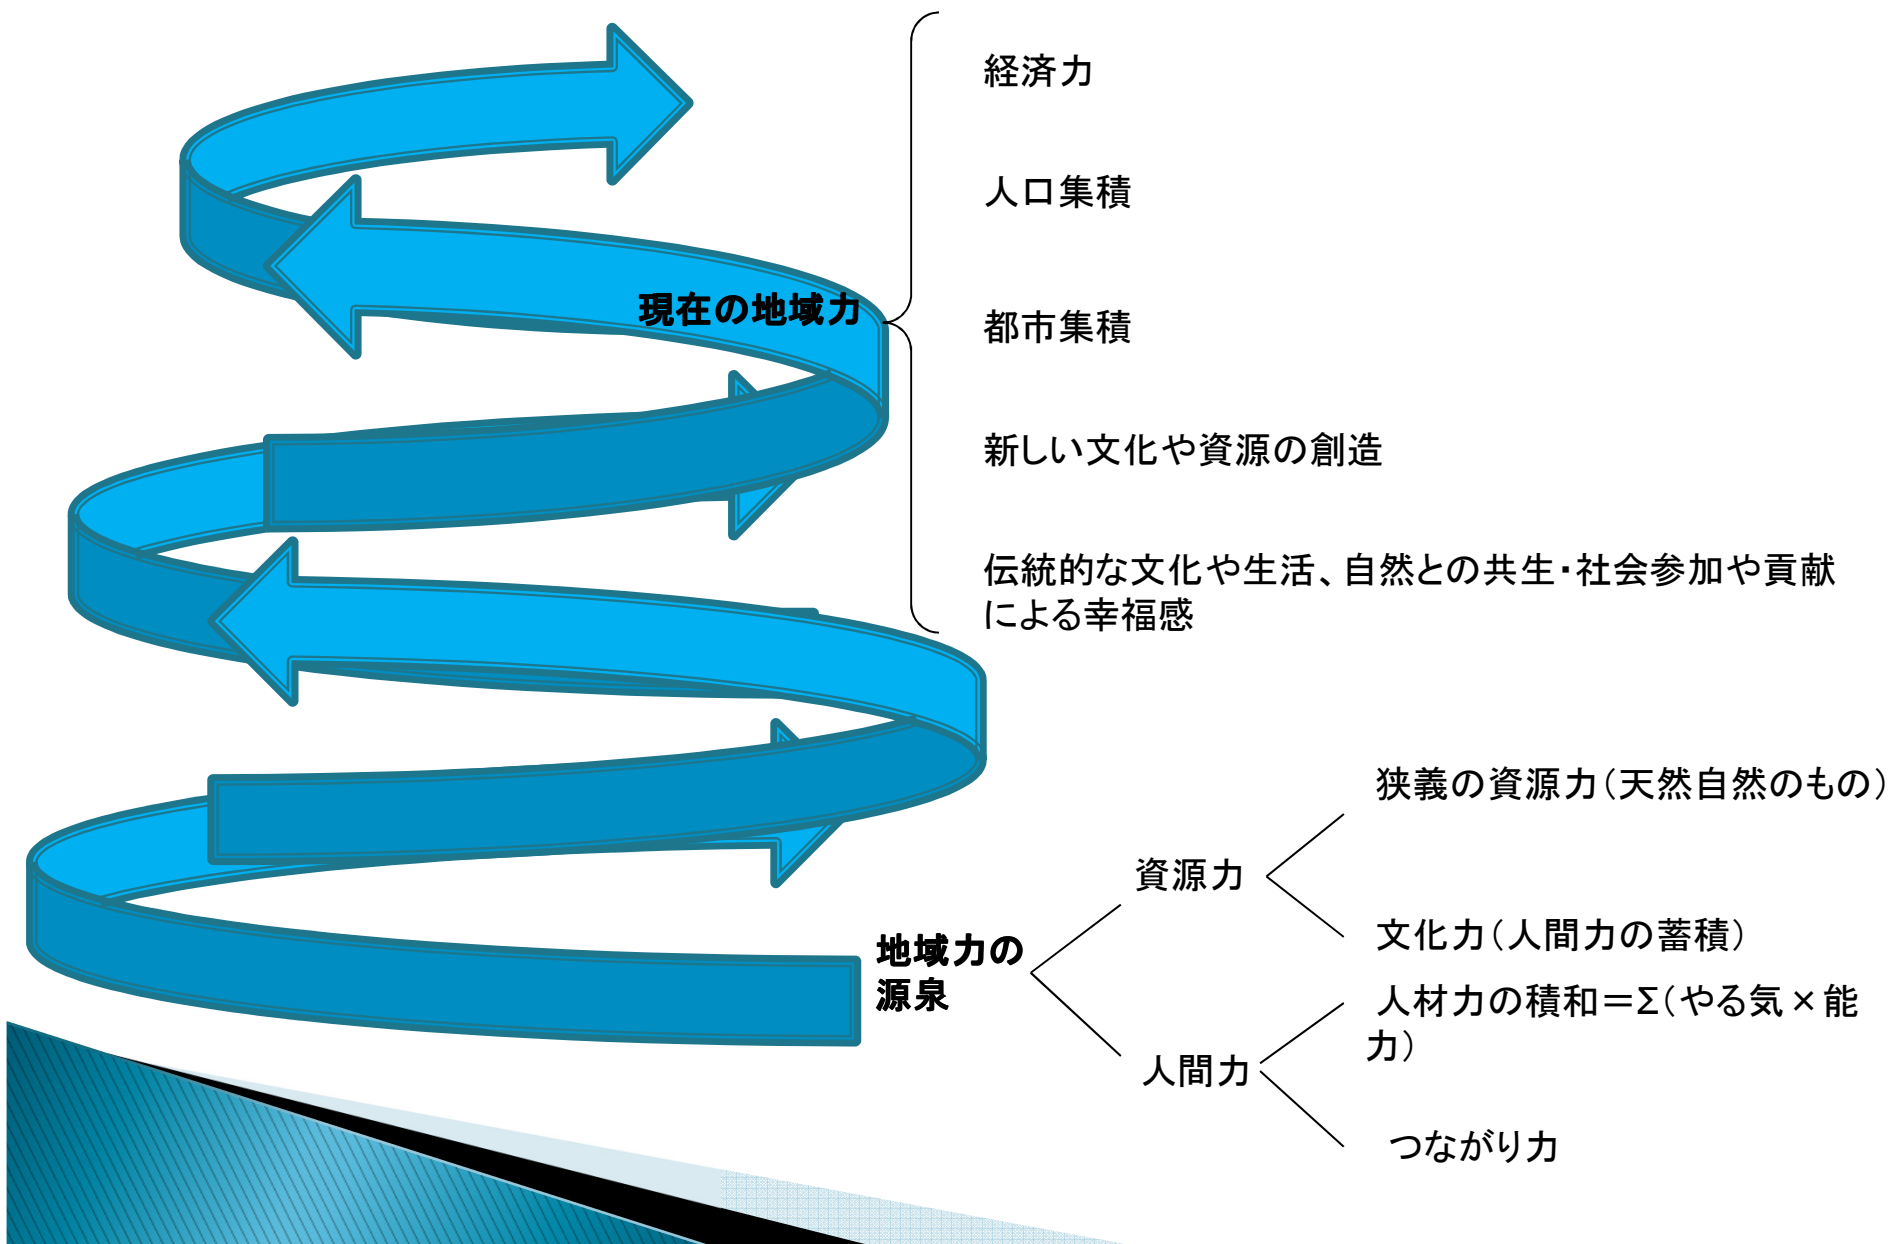 経済力
人口集積
現在の地域力
都市集積
新しい文化や資源の創造
伝統的な文化や生活、自然との共生・社会参加や貢献
による幸福感
狭義の資源力(天然自然のもの)
資源力
文化力(人間力の蓄積)
地域力の
源泉
人材力の積和=Σ(やる気×能
力)
人間力
つながり力